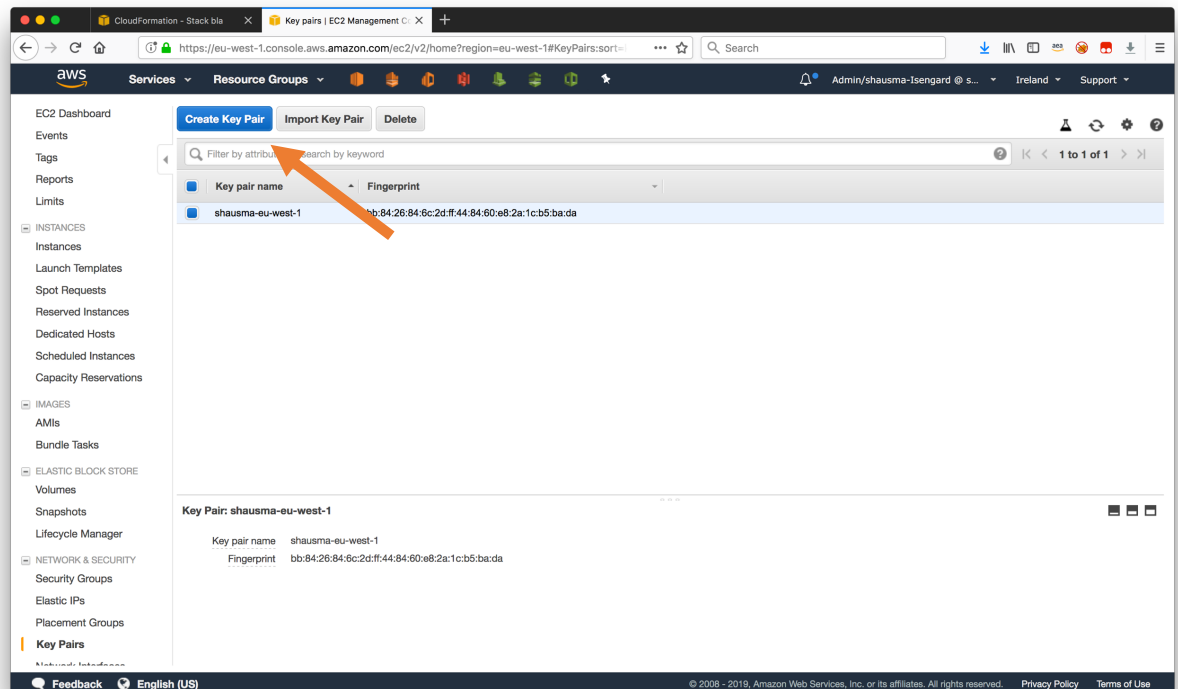 CloudFormation - Stack bla
Key pairs | EC2 Management Co
https://eu-west-1.console.aws.amazon.com/ec2/v2/home?region=eu-west-1#KeyPairs:sort=
Search
aws
Services
Resource Groups
Admin/shausma-Isengard @ s...
Ireland
Support
EC2 Dashboard
Events
Tags
Reports
Limits
INSTANCES
Instances
Launch Templates
Spot Requests
Reserved Instances
Dedicated Hosts
Scheduled Instances
Capacity Reservations
IMAGES
AMIs
Bundle Tasks
ELASTIC BLOCK STORE
Volumes
Snapshots
Lifecycle Manager
NETWORK & SECURITY
Security Groups
Elastic IPs
Placement Groups
Key Pairs
Network Interfaces
Create Key Pair
Import Key Pair
Delete
Filter by attribu search by keyword
1 to 1 of 1
Key pair name
Fingerprint
shausma-eu-west-1
bb:84:26:84:6c:2d:ff:44:84:60:e8:2a:1c:b5:ba:da
Key Pair: shausma-eu-west-1
Key pair name shausma-eu-west-1
Fingerprint bb:84:26:84:6c:2d:ff:44:84:60:e8:2a:1c:b5:ba:da
Feedback
English (US)
© 2008 - 2019, Amazon Web Services, Inc. or its affiliates. All rights reserved.
Privacy Policy
Terms of Use